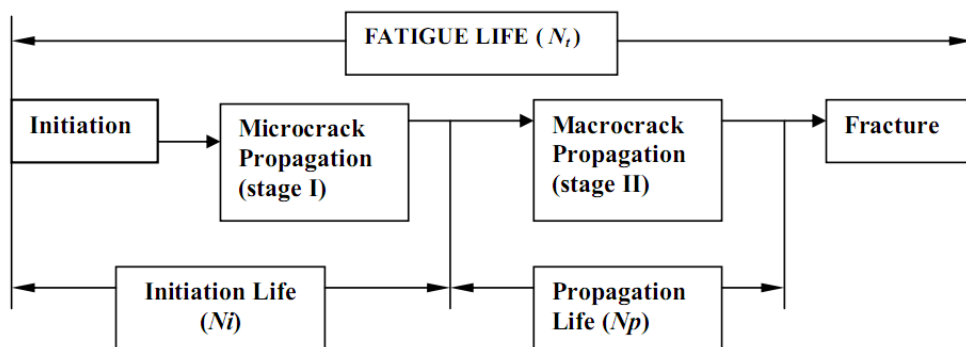 FATIGUE LIFE ( Nt)
Initiation
Microcrack
Propagation
(stage I)
Macrocrack
Propagation
(stage II)
Fracture
Initiation Life
(Ni)
Propagation
Life (Np)